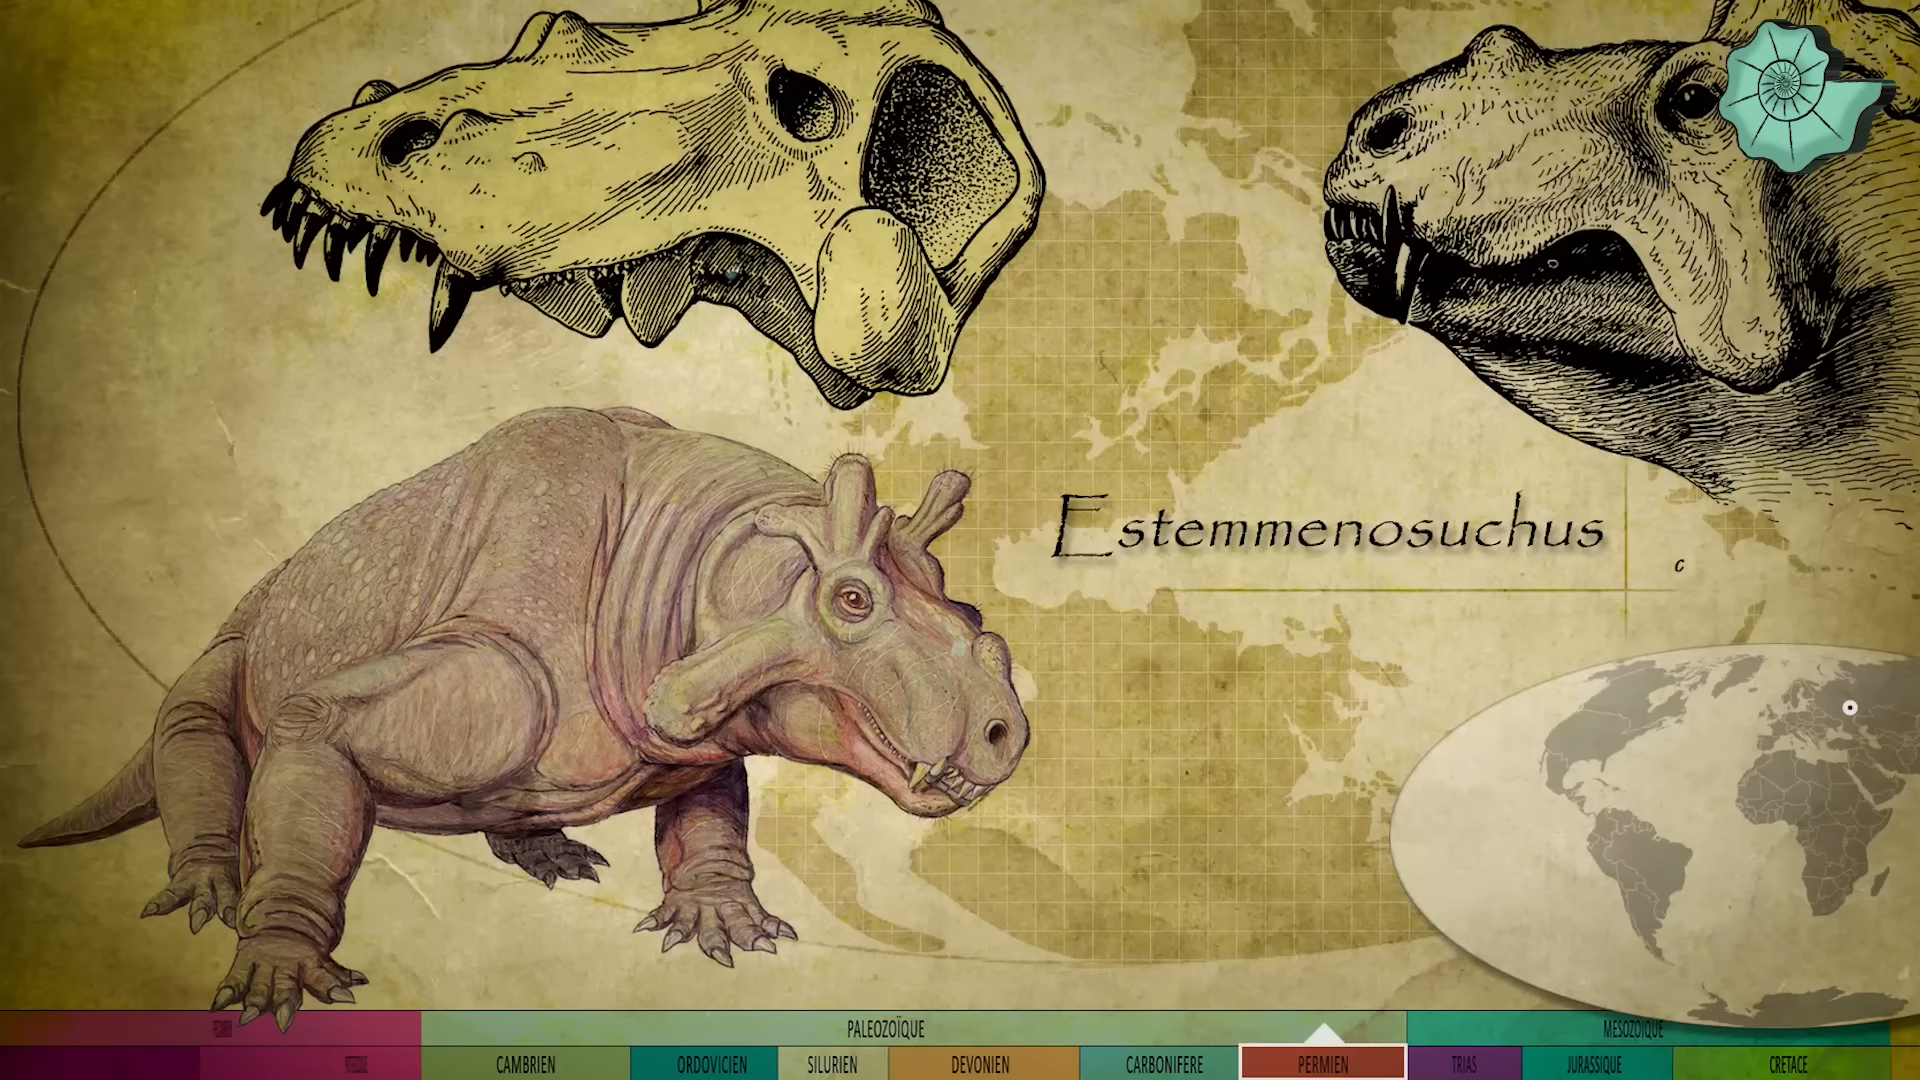 Estemmenosuchus
c
PALEOZOÏQUE
MESOZOIQUE
CAMBRIEN
ORDOVICIEN
SILURIEN
DEVONIEN
CARBONIFERE
PERMIEN
TRIAS
JURASSIQUE
CRETACE